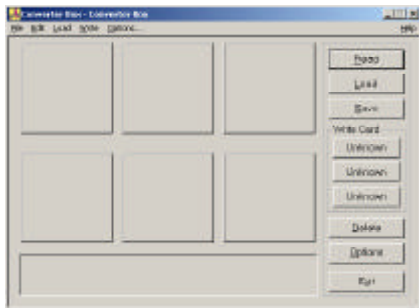 Converter Box - Converter Box
File Edit Load Write Options...
Help
Read
Load
Save
Write Card
Unknown
Unknown
Unknown
Delete
Options
Exit